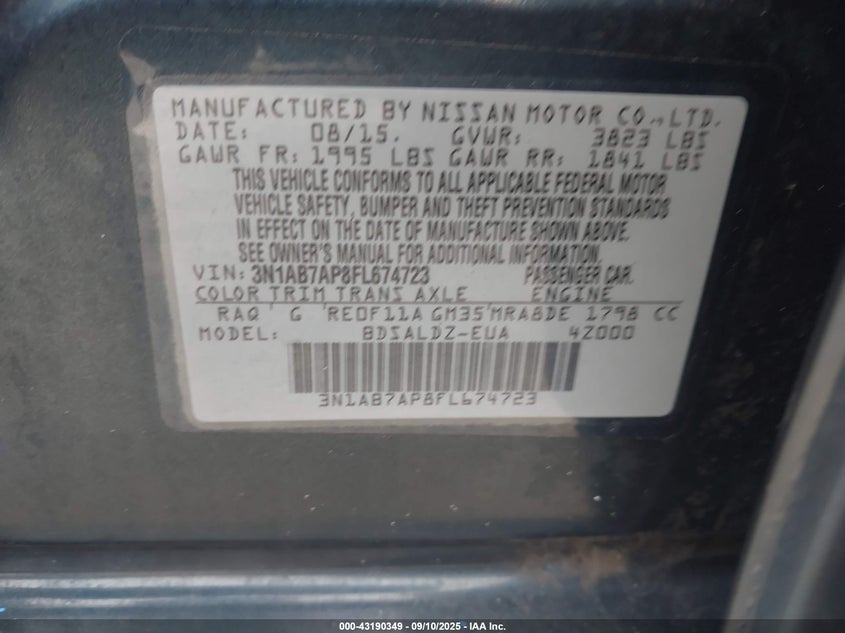 MANUFACTURED BY NISSAN MOTOR CO., LTD.
DATE: 08/15. GVWR: 3823 LBS
GAWR FR: 1995 LBS GAWR RR: 1841 LBS
THIS VEHICLE CONFORMS TO ALL APPLICABLE FEDERAL MOTOR
VEHICLE SAFETY, BUMPER AND THEFT PREVENTION STANDARDS
IN EFFECT ON THE DATE OF MANUFACTURE SHOWN ABOVE.
SEE OWNER'S MANUAL FOR ADDITIONAL INFORMATION.
VIN: 3N1AB7AP8FL674723 PASSENGER CAR.
COLOR TRIM TRANS AXLE ENGINE
RAQ G RE0F11A GM35 MRA8DE 1798 CC
MODEL: BDSALDZ-EUA 4Z000
3N1AB7AP8FL674723
000-43190349 - 09/10/2025 - IAA Inc.